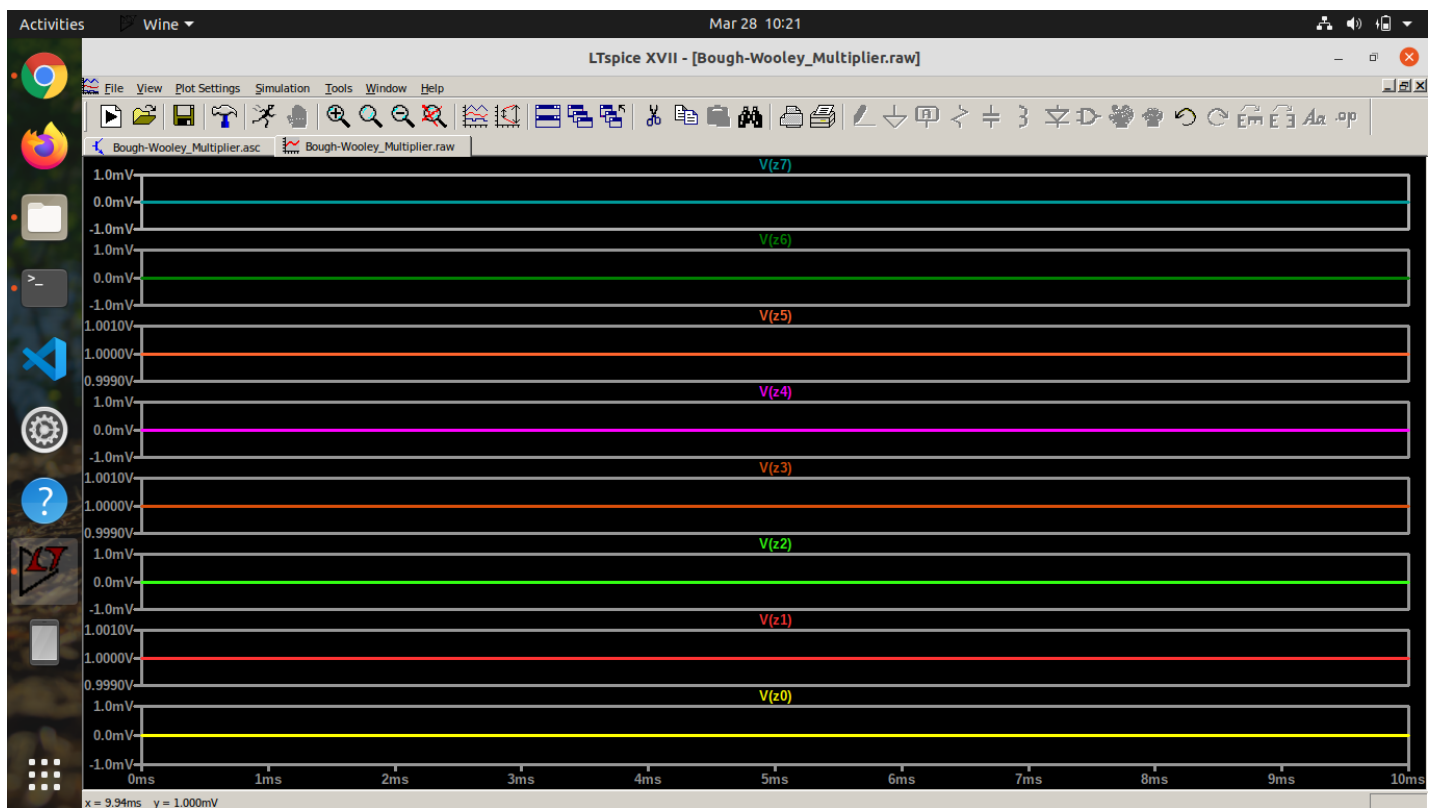 Activities Wine Mar 28 10:21
LTspice XVII - [Bough-Wooley_Multiplier.raw]
File View Plot Settings Simulation Tools Window Help
Bough-Wooley_Multiplier.asc Bough-Wooley_Multiplier.raw
V(z7)
1.0mV
0.0mV
-1.0mV
V(z6)
1.0mV
0.0mV
-1.0mV
V(z5)
1.0010V
1.0000V
0.9990V
V(z4)
1.0mV
0.0mV
-1.0mV
V(z3)
1.0010V
1.0000V
0.9990V
V(z2)
1.0mV
0.0mV
-1.0mV
V(z1)
1.0010V
1.0000V
0.9990V
V(z0)
1.0mV
0.0mV
-1.0mV
0ms 1ms 2ms 3ms 4ms 5ms 6ms 7ms 8ms 9ms 10ms
x = 9.94ms y = 1.000mV